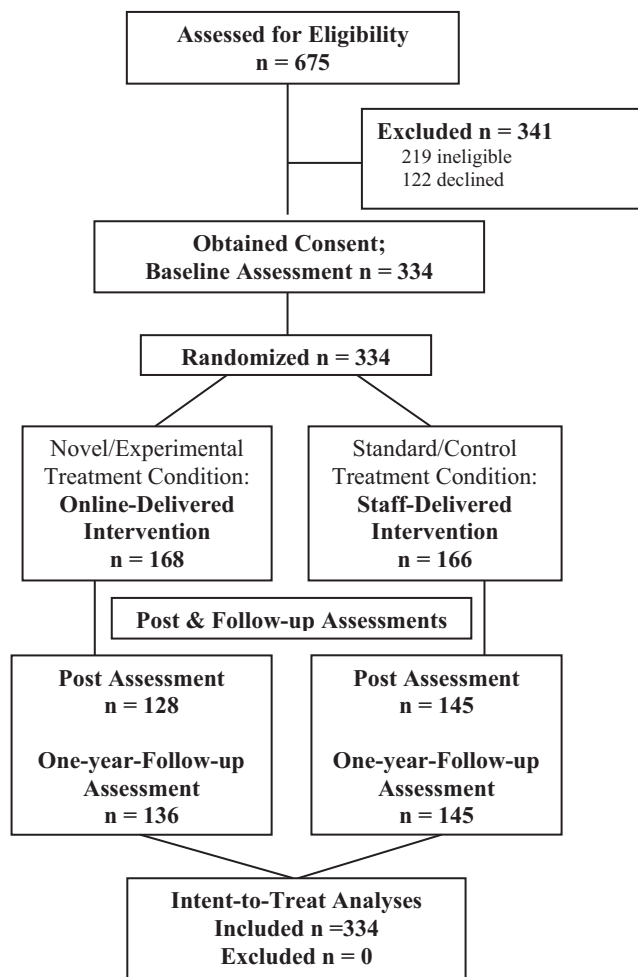 Assessed for Eligibility
n = 675
Excluded n = 341
219 ineligible
122 declined
Obtained Consent;
Baseline Assessment n = 334
Randomized n = 334
Novel/Experimental
Treatment Condition:
Online-Delivered
Intervention
n = 168
Standard/Control
Treatment Condition:
Staff-Delivered
Intervention
n = 166
Post & Follow-up Assessments
Post Assessment
n = 128
One-year-Follow-up
Assessment
n = 136
Post Assessment
n = 145
One-year-Follow-up
Assessment
n = 145
Intent-to-Treat Analyses
Included n =334
Excluded n = 0